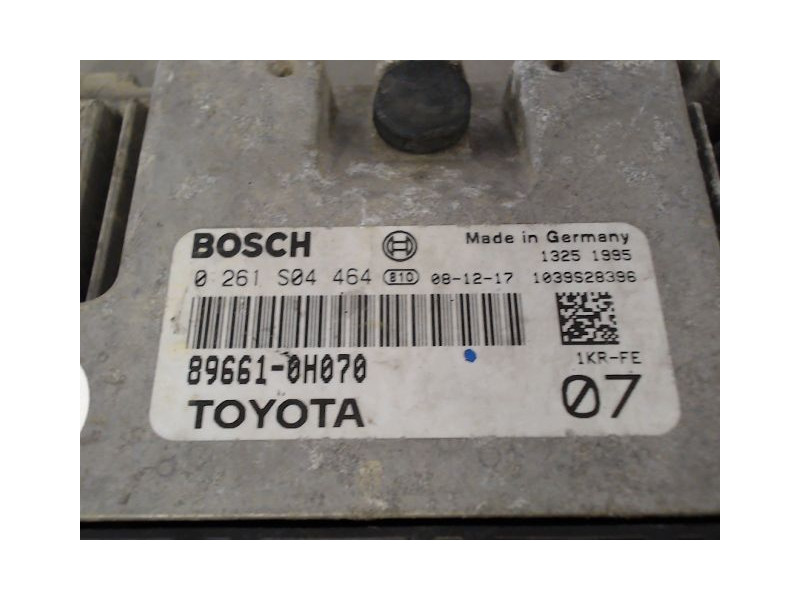 BOSCH
Made in Germany
1325 1995
0 261 S04 464 810 08-12-17 1039S28396
89661-0H070
1KR-FE
TOYOTA
07